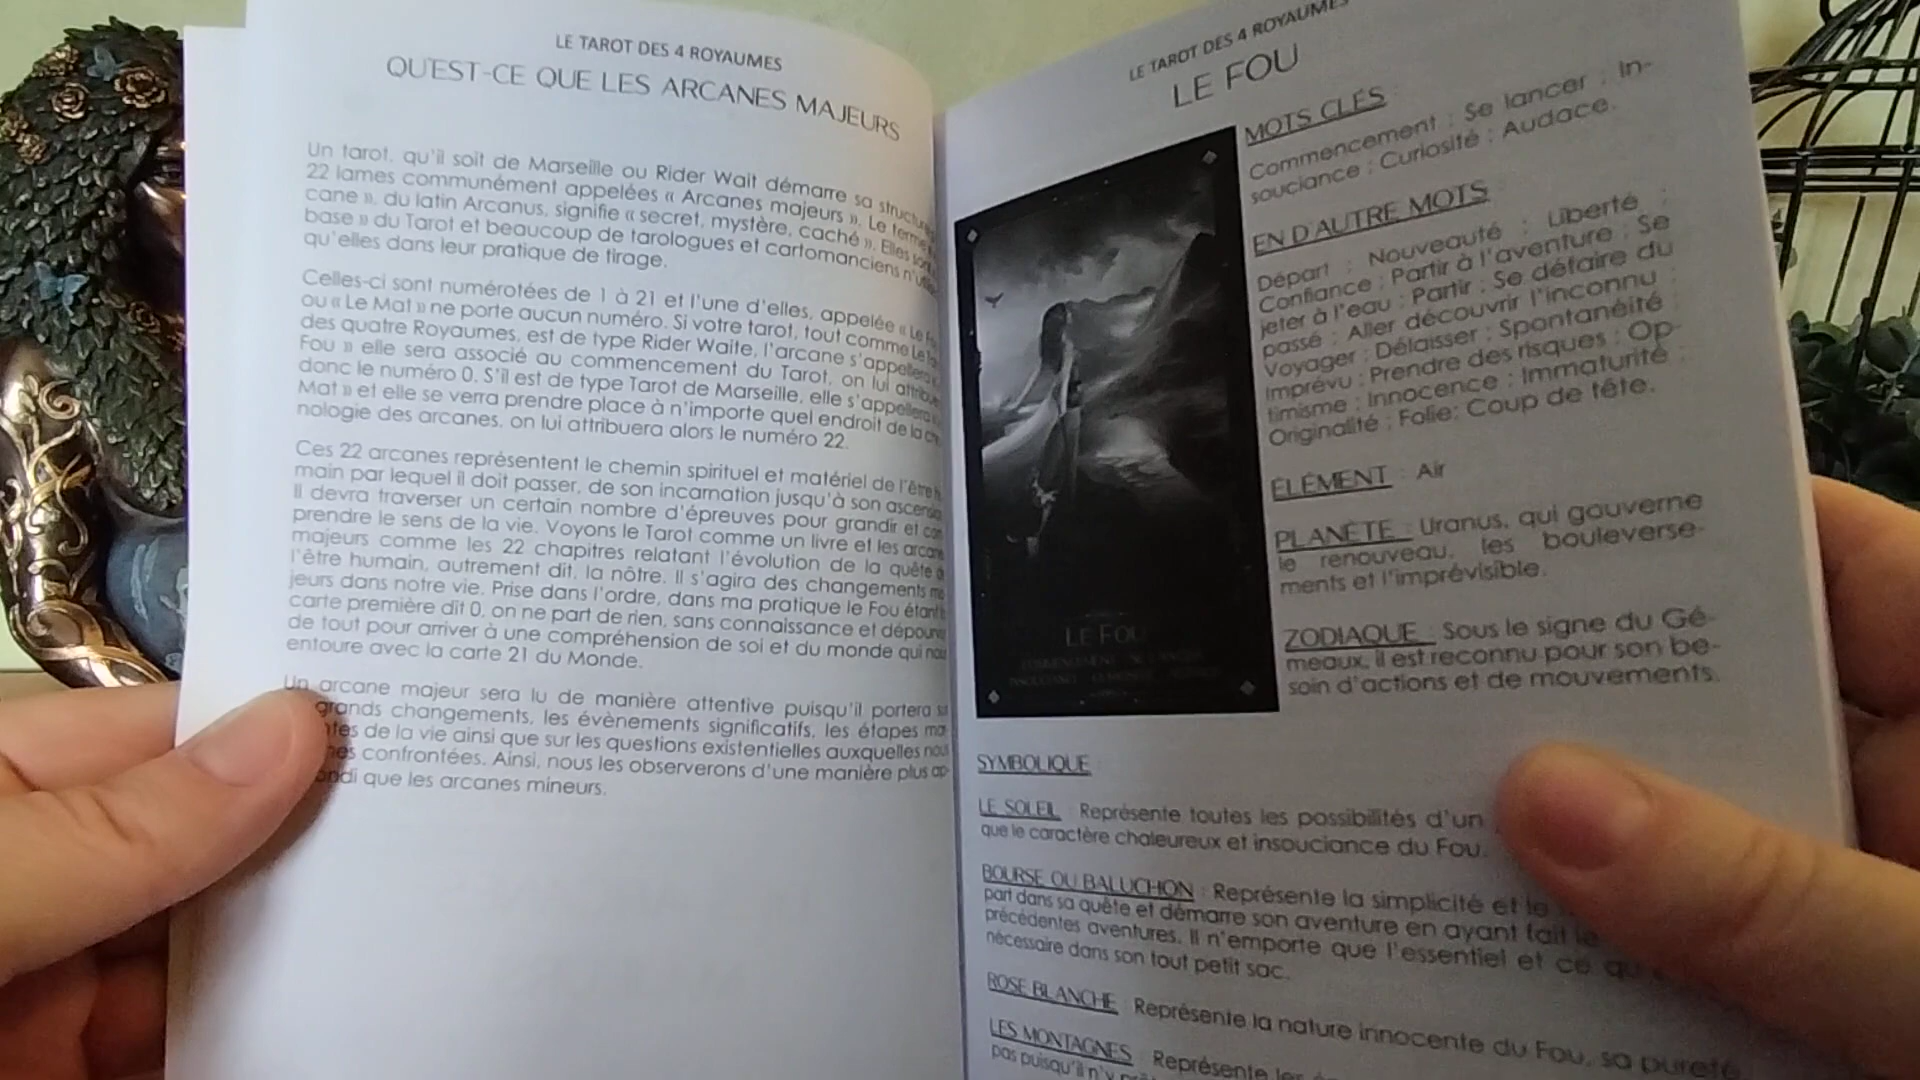 LE TAROT DES 4 ROYAUMES
QU'EST-CE QUE LES ARCANES MAJEURS
Un tarot, qu'il soit de Marseille ou Rider Wait démarre sa structure
22 lames communément appelées « Arcanes majeurs ». Le terme
cane », du latin Arcanus, signifie « secret, mystère, caché ». Elles sont
base » du Tarot et beaucoup de tarologues et cartomanciens
qu'elles dans leur pratique de tirage.
Celles-ci sont numérotées de 1 à 21 et l'une d'elles, appelée «
ou « Le Mat » ne porte aucun numéro. Si votre tarot, tout comme
des quatre Royaumes, est de type Rider Waite, l'arcane s'appellera
Fou » elle sera associé au commencement du Tarot, on lui
donc le numéro 0. S'il est de type Tarot de Marseille, elle s'appellera
Mat » et elle se verra prendre place à n'importe quel endroit de la
nologie des arcanes, on lui attribuera alors le numéro 22.
Ces 22 arcanes représentent le chemin spirituel et matériel de l'être
main par lequel il doit passer, de son incarnation jusqu'à son
Il devra traverser un certain nombre d'épreuves pour grandir et
prendre le sens de la vie. Voyons le Tarot comme un livre et les
majeurs comme les 22 chapitres relatant l'évolution de la quête
l'être humain, autrement dit, la nôtre. Il s'agira des changements
jeurs dans notre vie. Prise dans l'ordre, dans ma pratique le Fou étant
carte première dit 0, on ne part de rien, sans connaissance et
de tout pour arriver à une compréhension de soi et du monde qui
entoure avec la carte 21 du Monde.
Un arcane majeur sera lu de manière attentive puisqu'il portera
grands changements, les évènements significatifs, les étapes
de la vie ainsi que sur les questions existentielles auxquelles
confrontées. Ainsi, nous les observerons d'une manière plus
que les arcanes mineurs.
LE TAROT DES 4 ROYAUMES
LE FOU
MOTS CLÉS :
Commencement ; Se lancer ; In-
souciance ; Curiosité ; Audace.
EN D'AUTRE MOTS
Départ ; Nouveauté ; Liberté ;
Confiance ; Partir à l'aventure ; Se
jeter à l'eau ; Partir ; Se défaire du
passé ; Aller découvrir l'inconnu ;
Voyager ; Délaisser ; Spontanéité ;
Imprévu ; Prendre des risques ; Op-
timisme ; Innocence ; Immaturité ;
Originalité ; Folie; Coup de tête.
ÉLÉMENT : Air
PLANÈTE : Uranus, qui gouverne
le renouveau, les bouleverse-
ments et l'imprévisible.
ZODIAQUE : Sous le signe du Gé-
meaux, il est reconnu pour son be-
soin d'actions et de mouvements.
LE FOU
SYMBOLIQUE
LE SOLEIL : Représente toutes les possibilités d'un
que le caractère chaleureux et insouciance du Fou.
BOURSE OU BALUCHON : Représente la simplicité et le
part dans sa quête et démarre son aventure en ayant fait le
précédentes aventures. Il n'emporte que l'essentiel et ce
nécessaire dans son tout petit sac.
ROSE BLANCHE : Représente la nature innocente du Fou, sa pureté
LES MONTAGNES : Représente les
pas puisqu'il n'y